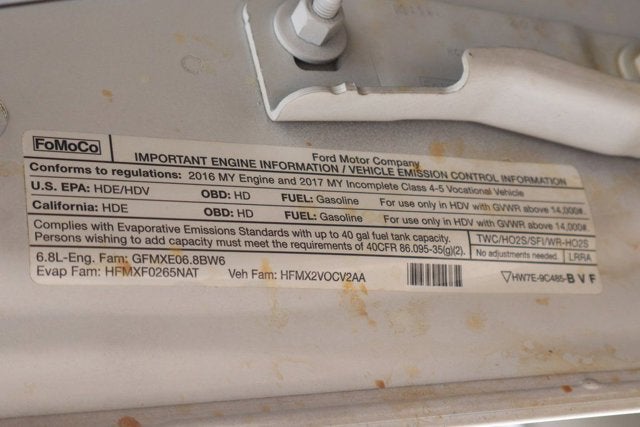 FoMoCo
Ford Motor Company
IMPORTANT ENGINE INFORMATION / VEHICLE EMISSION CONTROL INFORMATION
Conforms to regulations: 2016 MY Engine and 2017 MY Incomplete Class 4-5 Vocational Vehicle
U.S. EPA: HDE/HDV OBD: HD FUEL: Gasoline For use only in HDV with GVWR above 14,000#.
California: HDE OBD: HD FUEL: Gasoline For use only in HDV with GVWR above 14,000#.
Complies with Evaporative Emissions Standards with up to 40 gal fuel tank capacity.
Persons wishing to add capacity must meet the requirements of 40CFR 86.095-35(g)(2).
TWC/HO2S/SFI/WR-HO2S
No adjustments needed. LRRA
6.8L-Eng. Fam: GFMXE06.8BW6
Evap Fam: HFMXF0265NAT Veh Fam: HFMX2VOCV2AA
HW7E-9C485-B V F